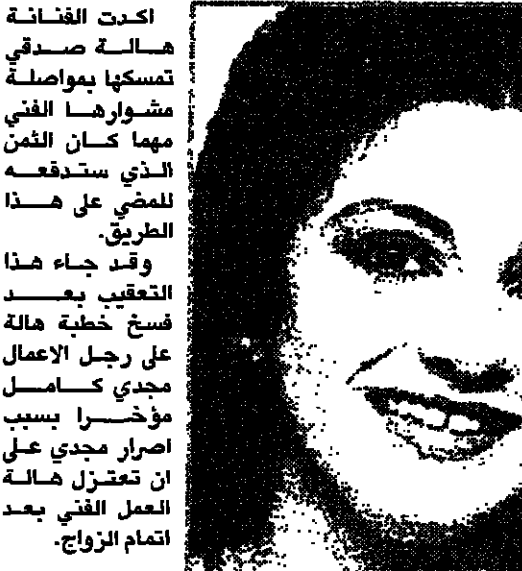 اكدت الفنانة
هالة صدقي
تمسكها بمواصلة
مشوارها الفني
مهما كان الثمن
الذي ستدفعه
للمضي على هذا
الطريق.
وقد جاء هذا
التعقيب بعد
فسخ خطبة هالة
على رجل الاعمال
مجدي كامل
مؤخرا بسبب
اصرار مجدي على
ان تعتزل هالة
العمل الفني بعد
اتمام الزواج.